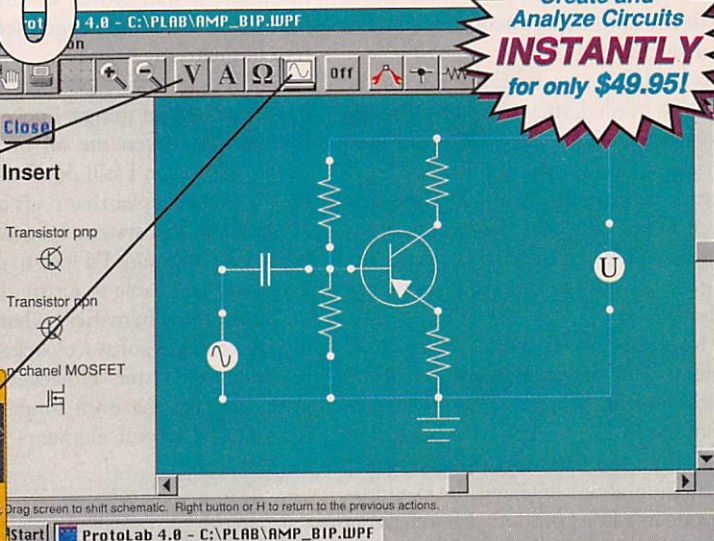 Analyze Circuits
INSTANTLY
for only $49.95!
4.0 - C:\PLAB\AMP_BIP.WPF
V A Ω Off
Close
Insert
Transistor pnp
Transistor npn
n-chanel MOSFET
U
Drag screen to shift schematic. Right button or H to return to the previous actions.
Start ProtoLab 4.0 - C:\PLAB\AMP_BIP.WPF